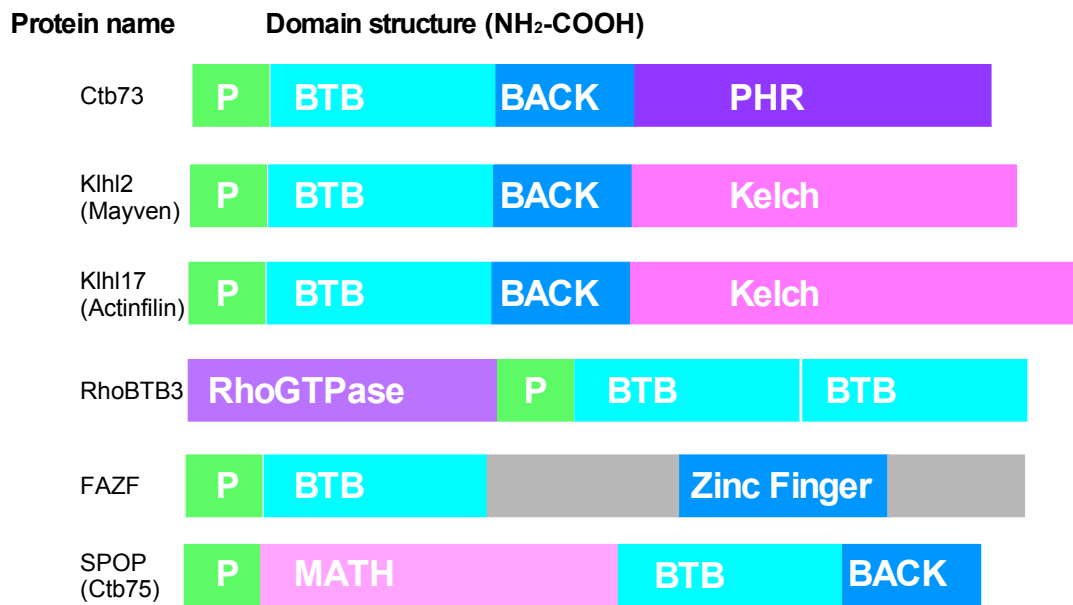 Protein name Domain structure (NH₂-COOH)
Ctb73 P BTB BACK PHR
Klhl2
(Mayven) P BTB BACK Kelch
Klhl17
(Actinfilin) P BTB BACK Kelch
RhoBTB3 RhoGTPase P BTB BTB
FAZF P BTB Zinc Finger
SPOP
(Ctb75) P MATH BTB BACK